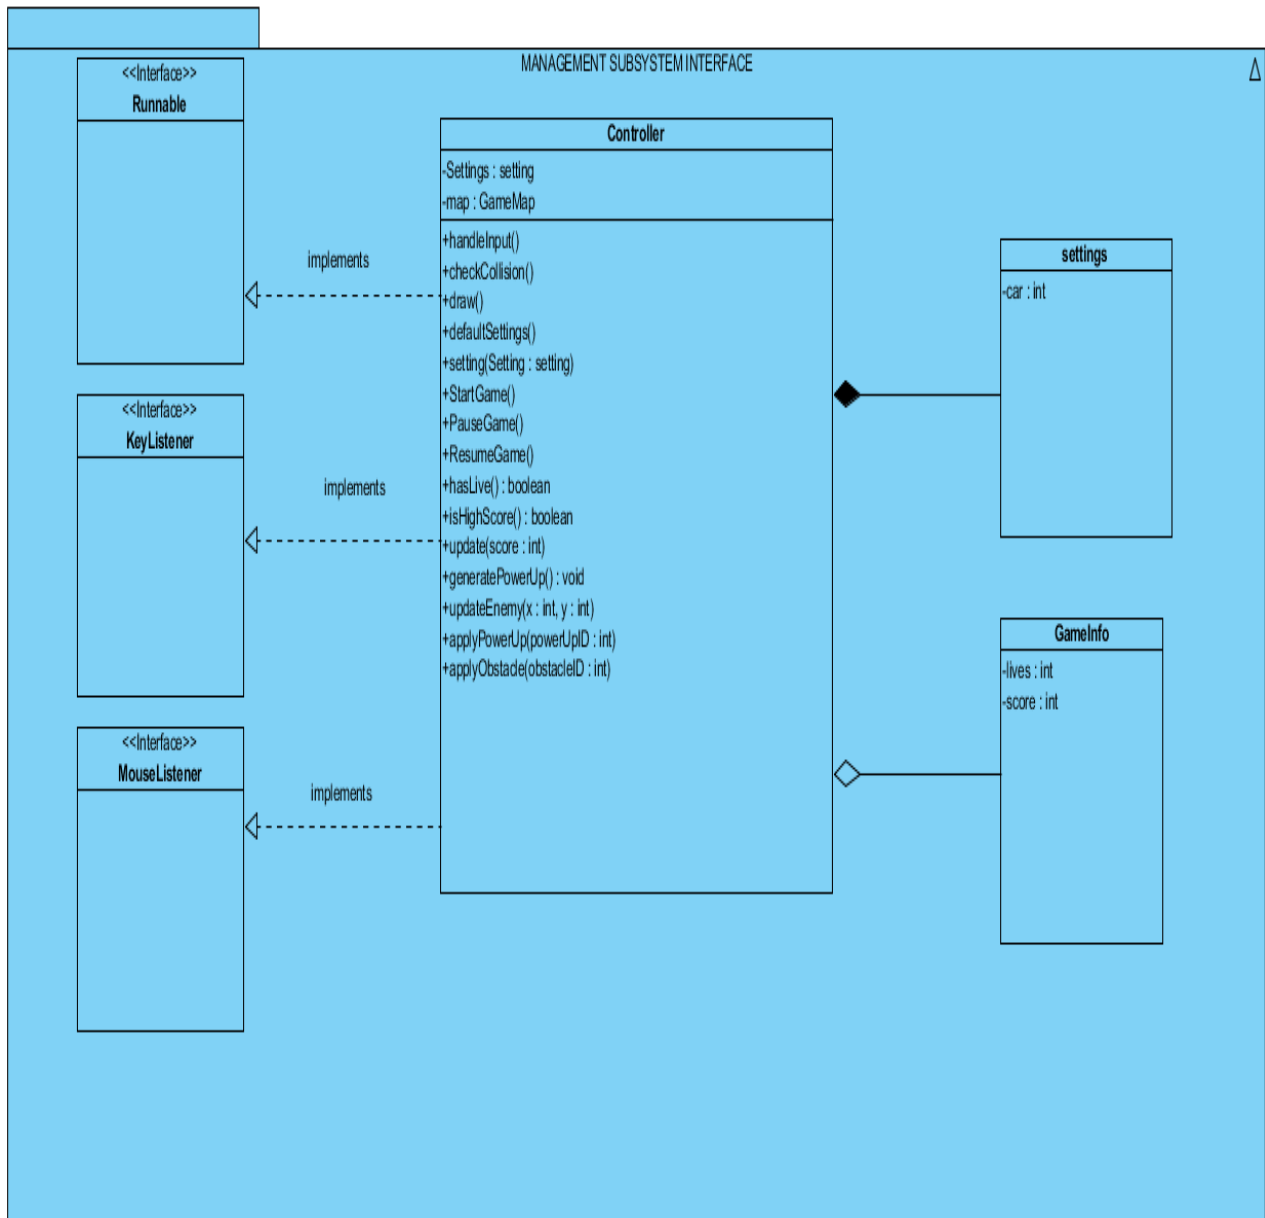 MANAGEMENT SUBSYSTEM INTERFACE
<<Interface>>
Runnable
implements
<<Interface>>
KeyListener
implements
<<Interface>>
MouseListener
implements
Controller
-Settings : setting
-map : GameMap
+handleInput()
+checkCollision()
+draw()
+defaultSettings()
+setting(Setting : setting)
+StartGame()
+PauseGame()
+ResumeGame()
+hasLive() : boolean
+isHighScore() : boolean
+update(score : int)
+generatePowerUp() : void
+updateEnemy(x : int, y : int)
+applyPowerUp(powerUpID : int)
+applyObstacle(obstacleID : int)
settings
-car : int
GameInfo
-lives : int
-score : int